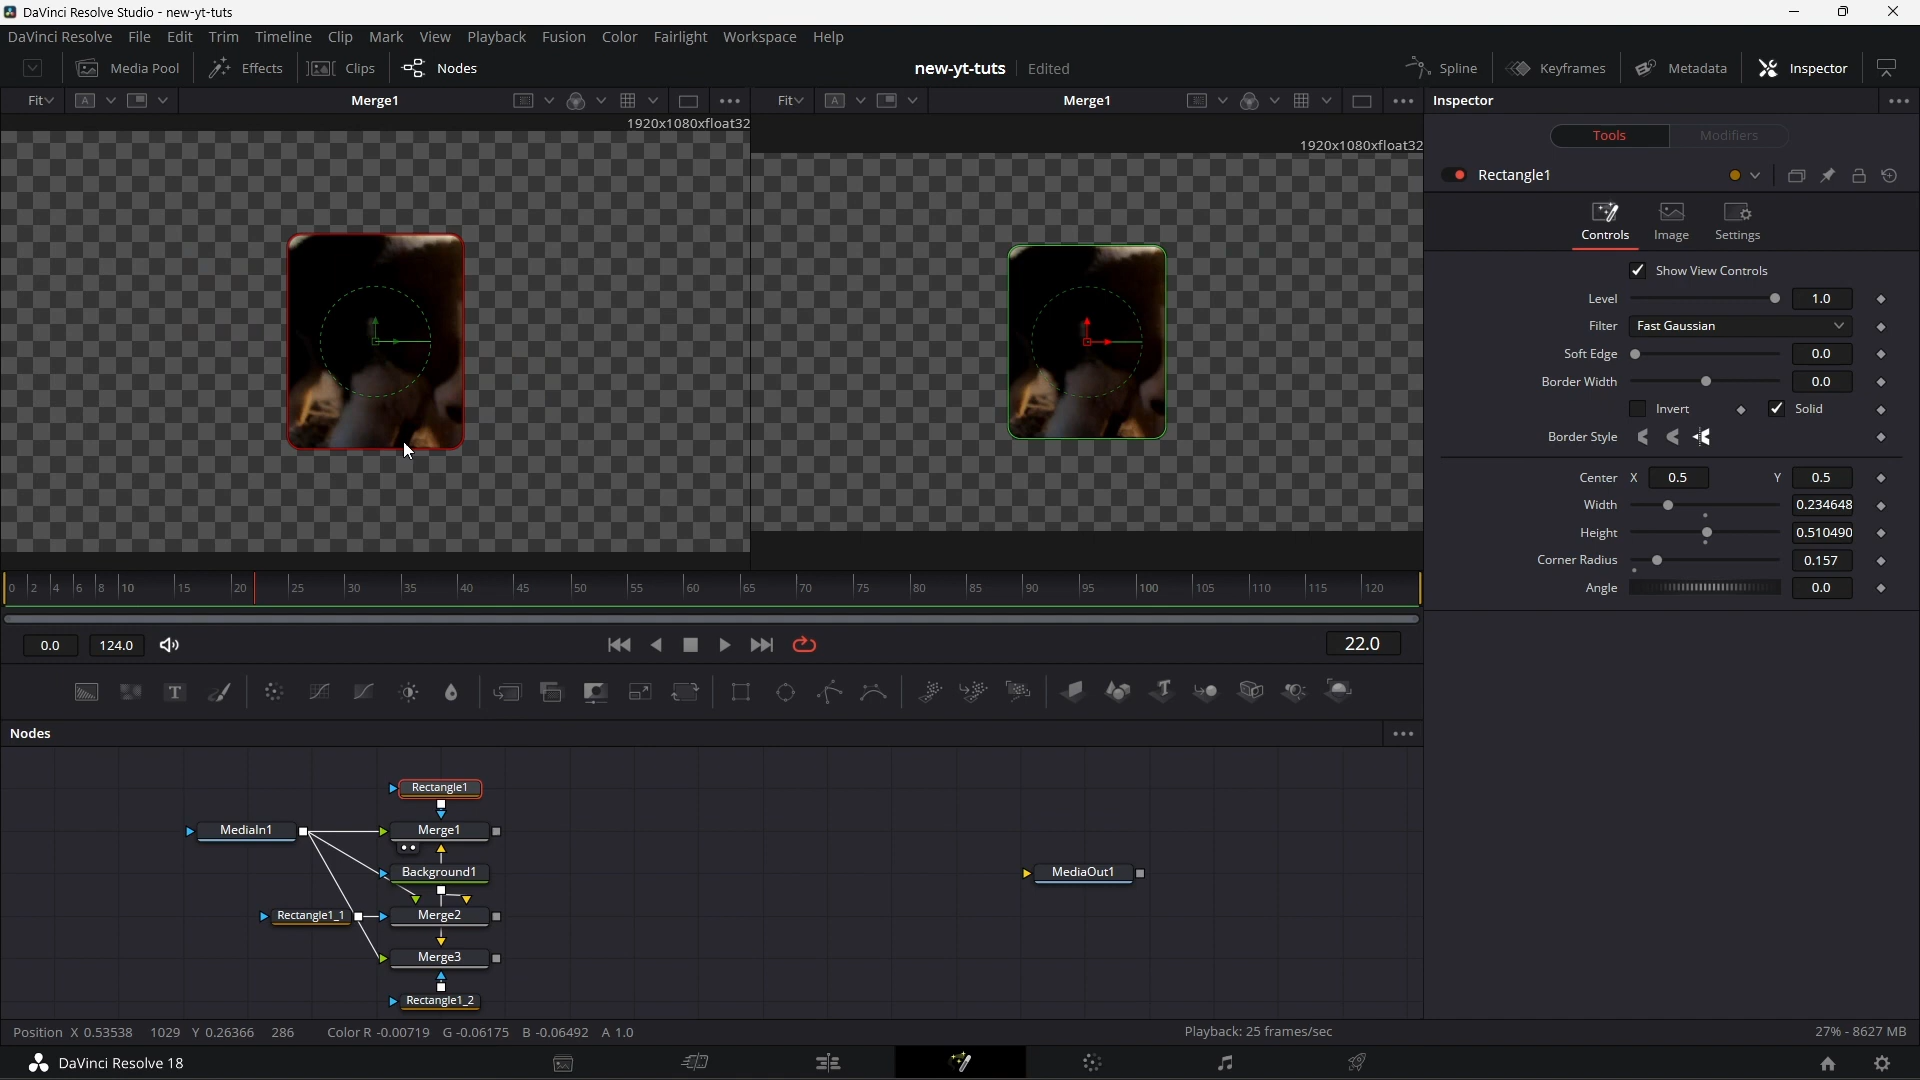 DaVinci Resolve Studio - new-yt-tuts
DaVinci Resolve File Edit Trim Timeline Clip Mark View Playback Fusion Color Fairlight Workspace Help
Media Pool Effects Clips Nodes new-yt-tuts Edited Spline Keyframes Metadata Inspector
Fit A Merge1 Fit A Merge1 Inspector
1920x1080xfloat32
1920x1080xfloat32
Tools Modifiers
Rectangle1
Controls Image Settings
Show View Controls
Level 1.0
Filter Fast Gaussian
Soft Edge 0.0
Border Width 0.0
Invert Solid
Border Style
Center X 0.5 Y 0.5
Width 0.234648
Height 0.510490
Corner Radius 0.157
Angle 0.0
0 2 4 6 8 10 15 20 25 30 35 40 45 50 55 60 65 70 75 80 85 90 95 100 105 110 115 120
0.0 124.0 22.0
T T
Nodes
Rectangle1
MediaIn1 Merge1
Background1 MediaOut1
Rectangle1_1 Merge2
Merge3
Rectangle1_2
Position X 0.53538 1029 Y 0.26366 286 Color R -0.00719 G -0.06175 B -0.06492 A 1.0 Playback: 25 frames/sec 27% - 8627 MB
DaVinci Resolve 18